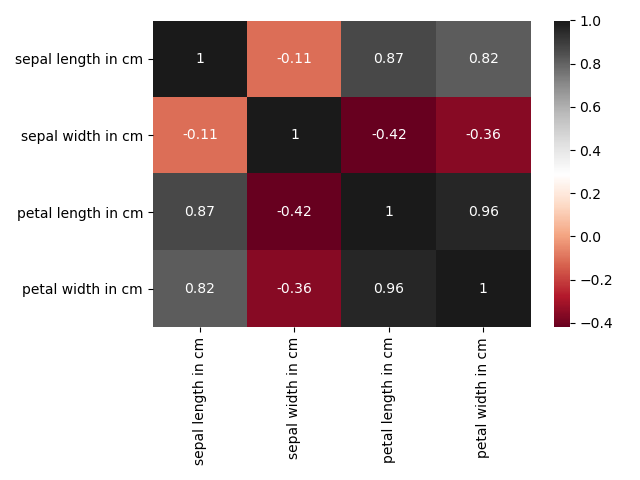 sepal length in cm 1 -0.11 0.87 0.82
sepal width in cm -0.11 1 -0.42 -0.36
petal length in cm 0.87 -0.42 1 0.96
petal width in cm 0.82 -0.36 0.96 1
sepal length in cm
sepal width in cm
petal length in cm
petal width in cm
1.0
0.8
0.6
0.4
0.2
0.0
−0.2
−0.4